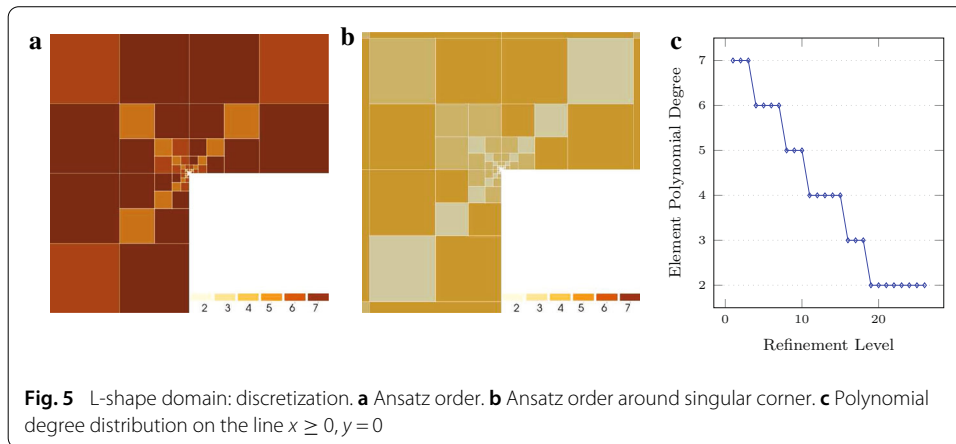 a
2 3 4 5 6 7
b
2 3 4 5 6 7
c
Element Polynomial Degree
7
6
5
4
3
2
0 10 20
Refinement Level
Fig. 5 L-shape domain: discretization. a Ansatz order. b Ansatz order around singular corner. c Polynomial
degree distribution on the line x ≥ 0, y = 0